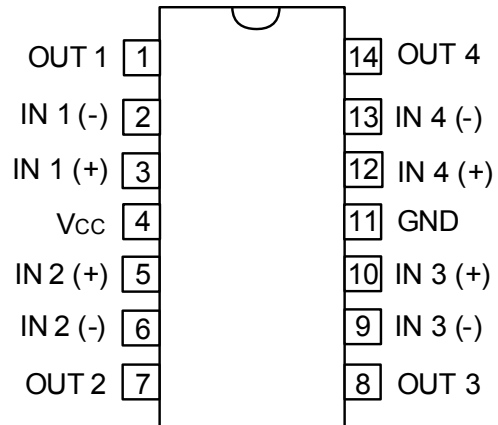 OUT 1 1 14 OUT 4
IN 1 (-) 2 13 IN 4 (-)
IN 1 (+) 3 12 IN 4 (+)
VCC 4 11 GND
IN 2 (+) 5 10 IN 3 (+)
IN 2 (-) 6 9 IN 3 (-)
OUT 2 7 8 OUT 3